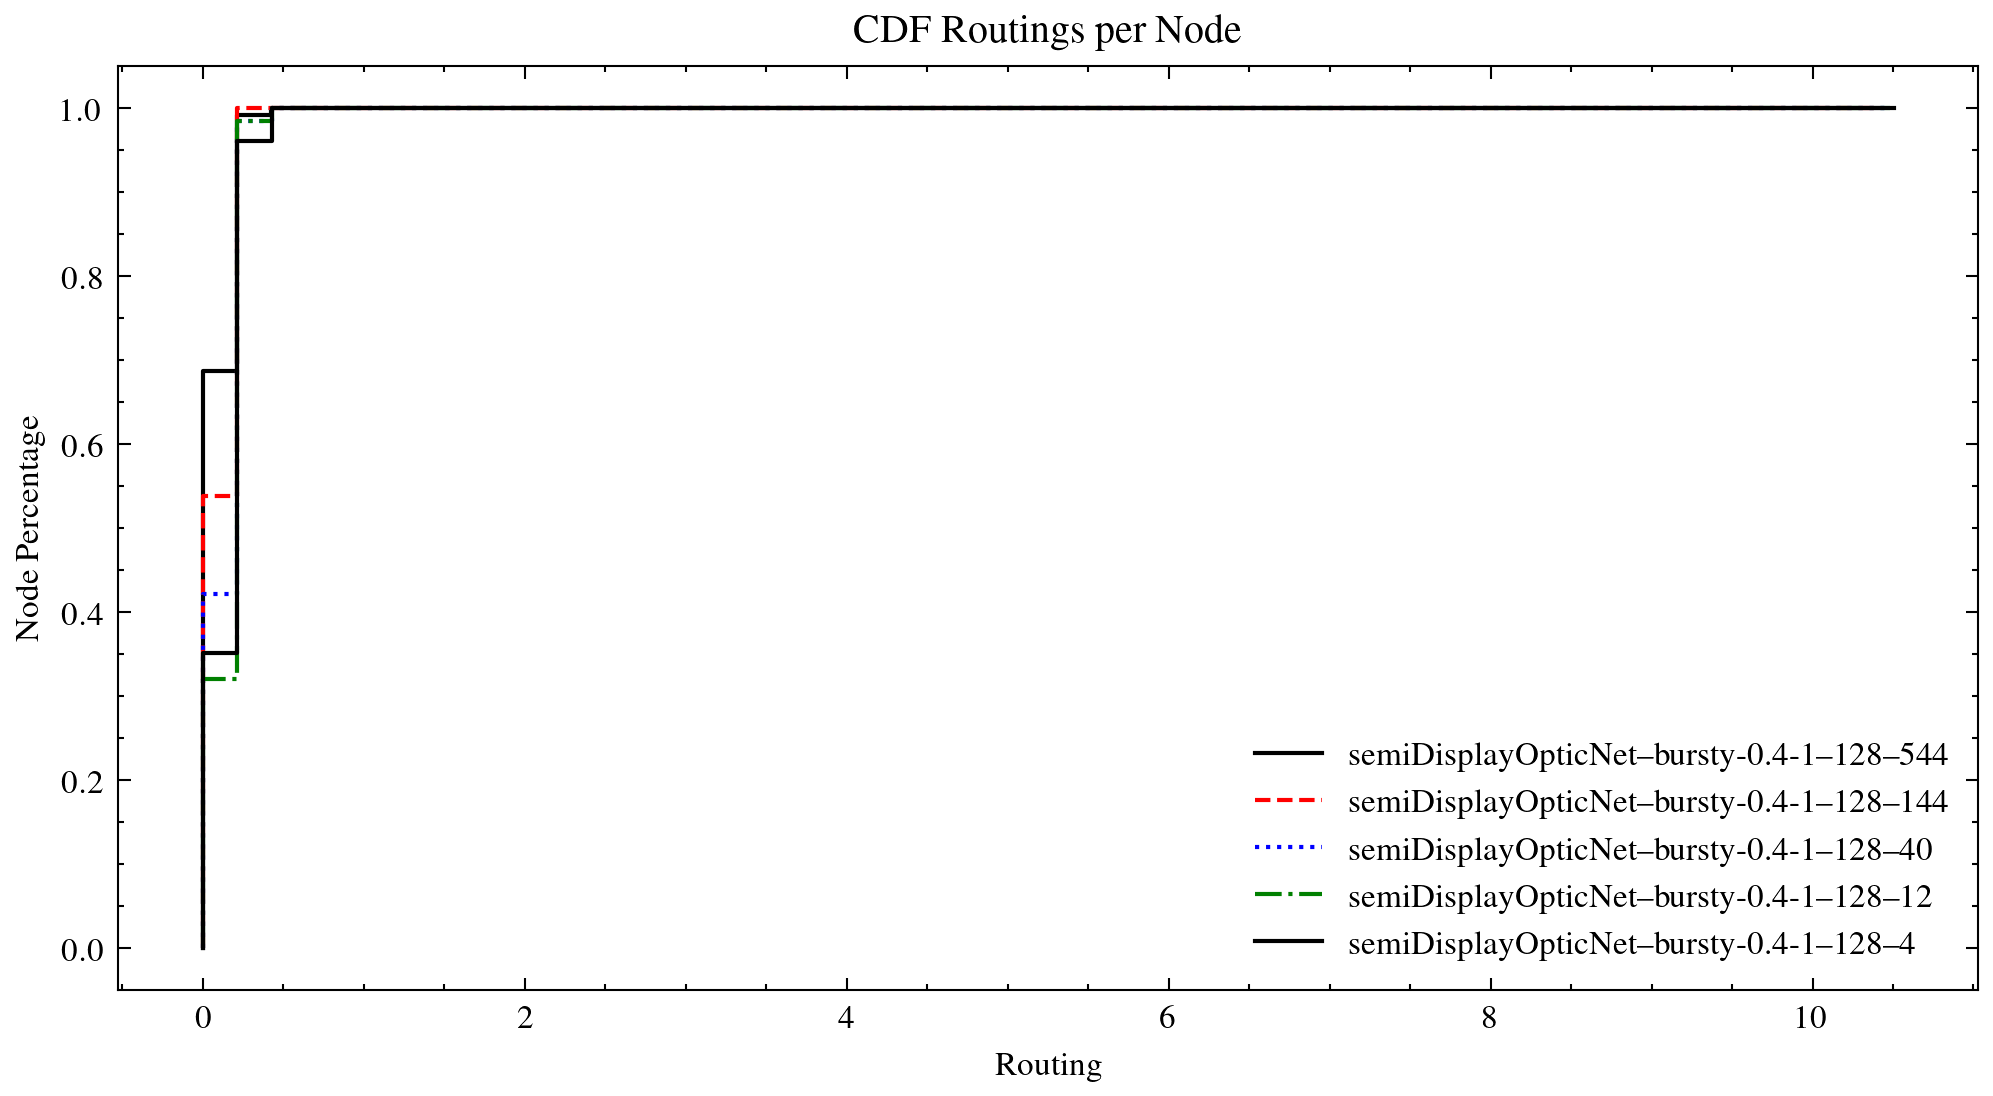 CDF Routings per Node
1.0
0.8
0.6
0.4
0.2
0.0
Node Percentage
semiDisplayOpticNet–bursty-0.4-1–128–544
semiDisplayOpticNet–bursty-0.4-1–128–144
semiDisplayOpticNet–bursty-0.4-1–128–40
semiDisplayOpticNet–bursty-0.4-1–128–12
semiDisplayOpticNet–bursty-0.4-1–128–4
0 2 4 6 8 10
Routing